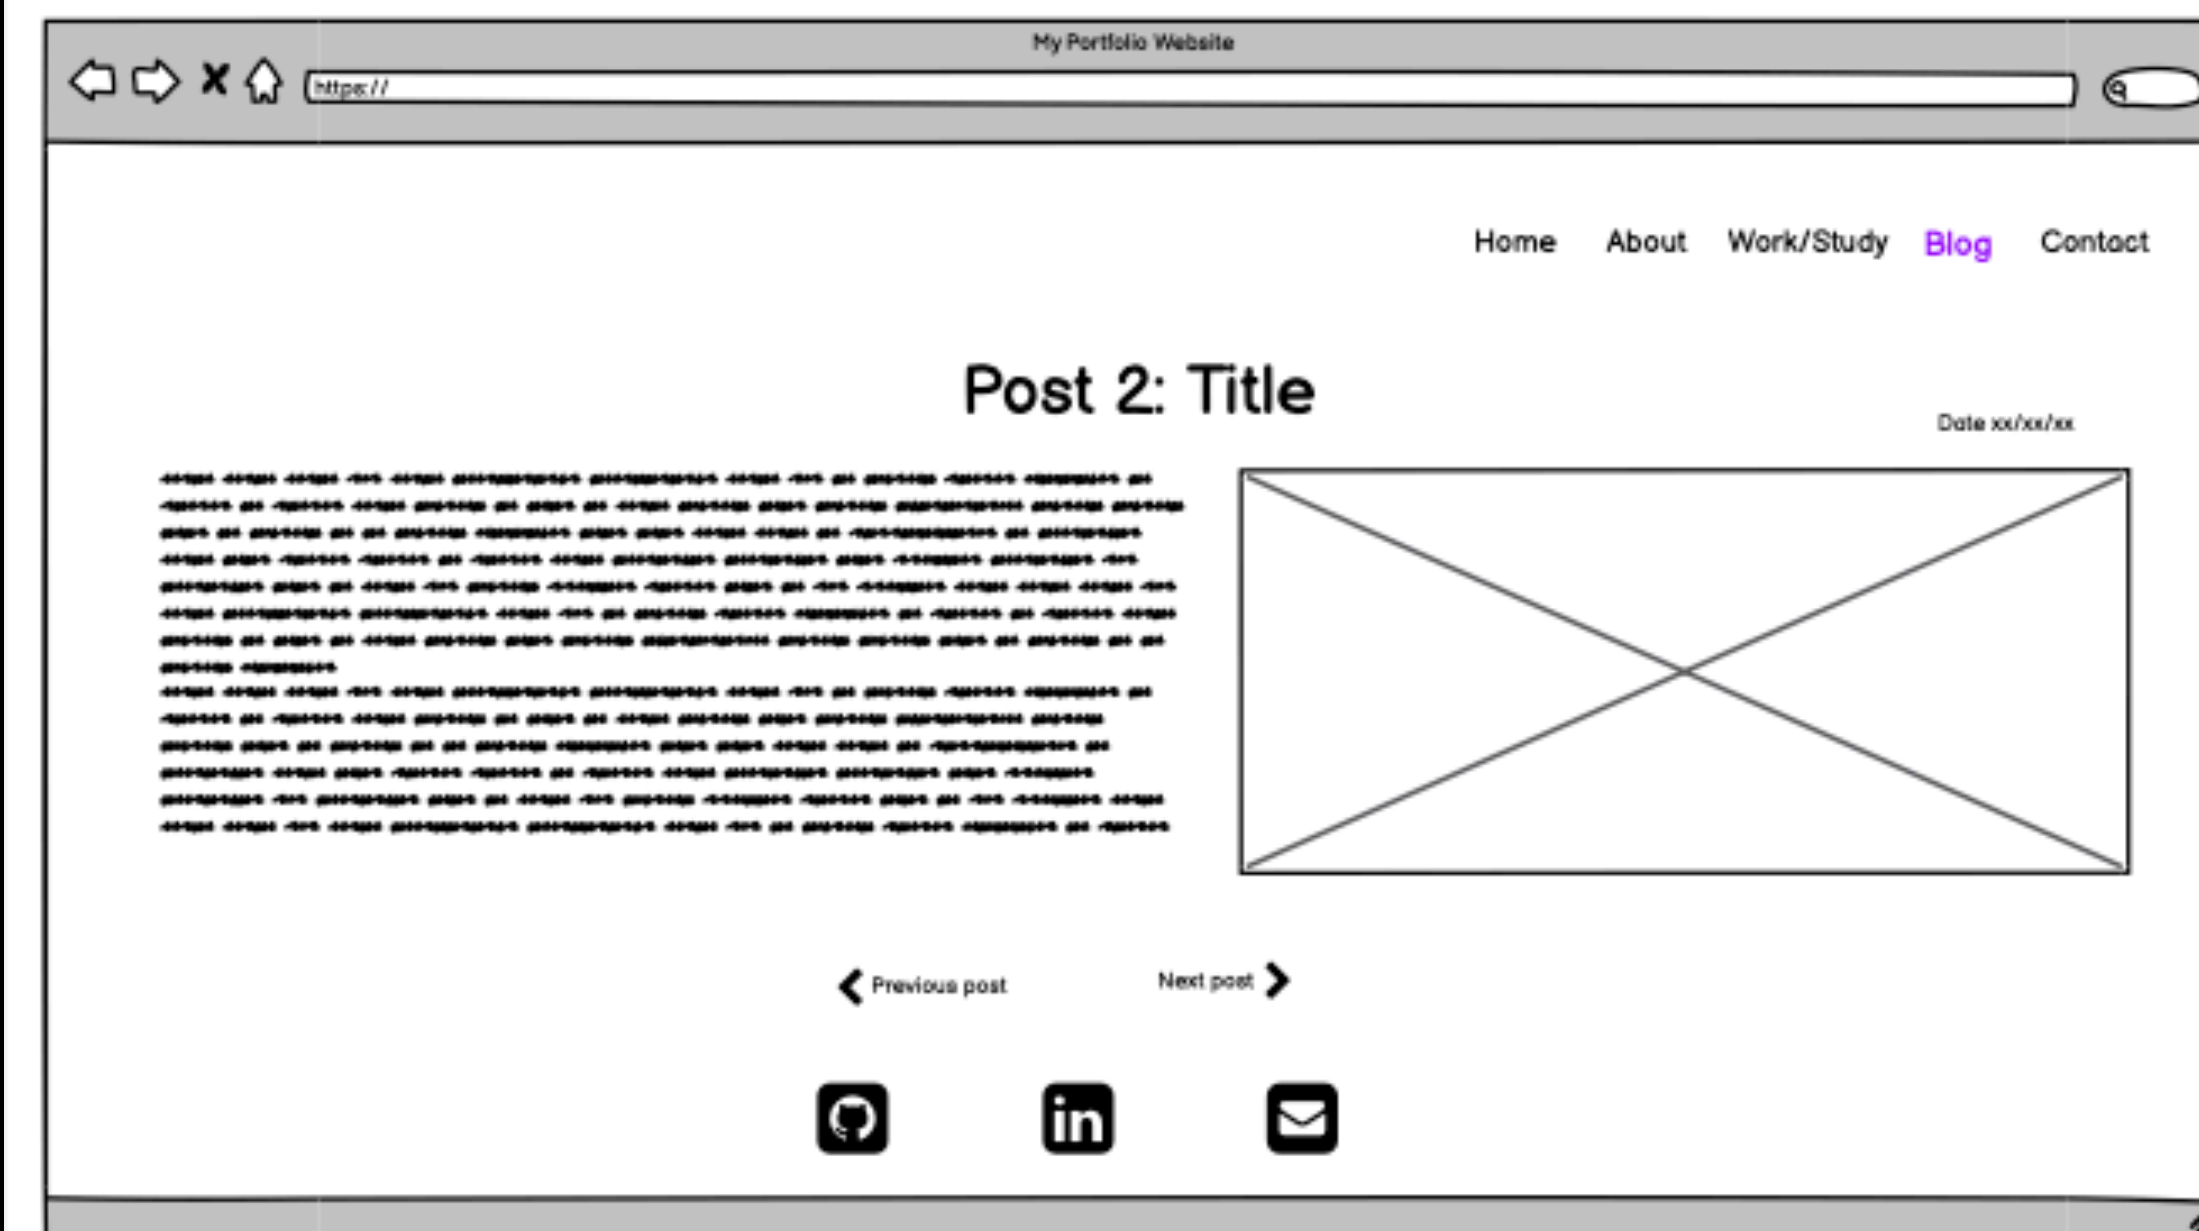 My Portfolio Website
https://
Home About Work/Study Blog Contact
Post 2: Title
Date xx/xx/xx
Previous post Next post
in